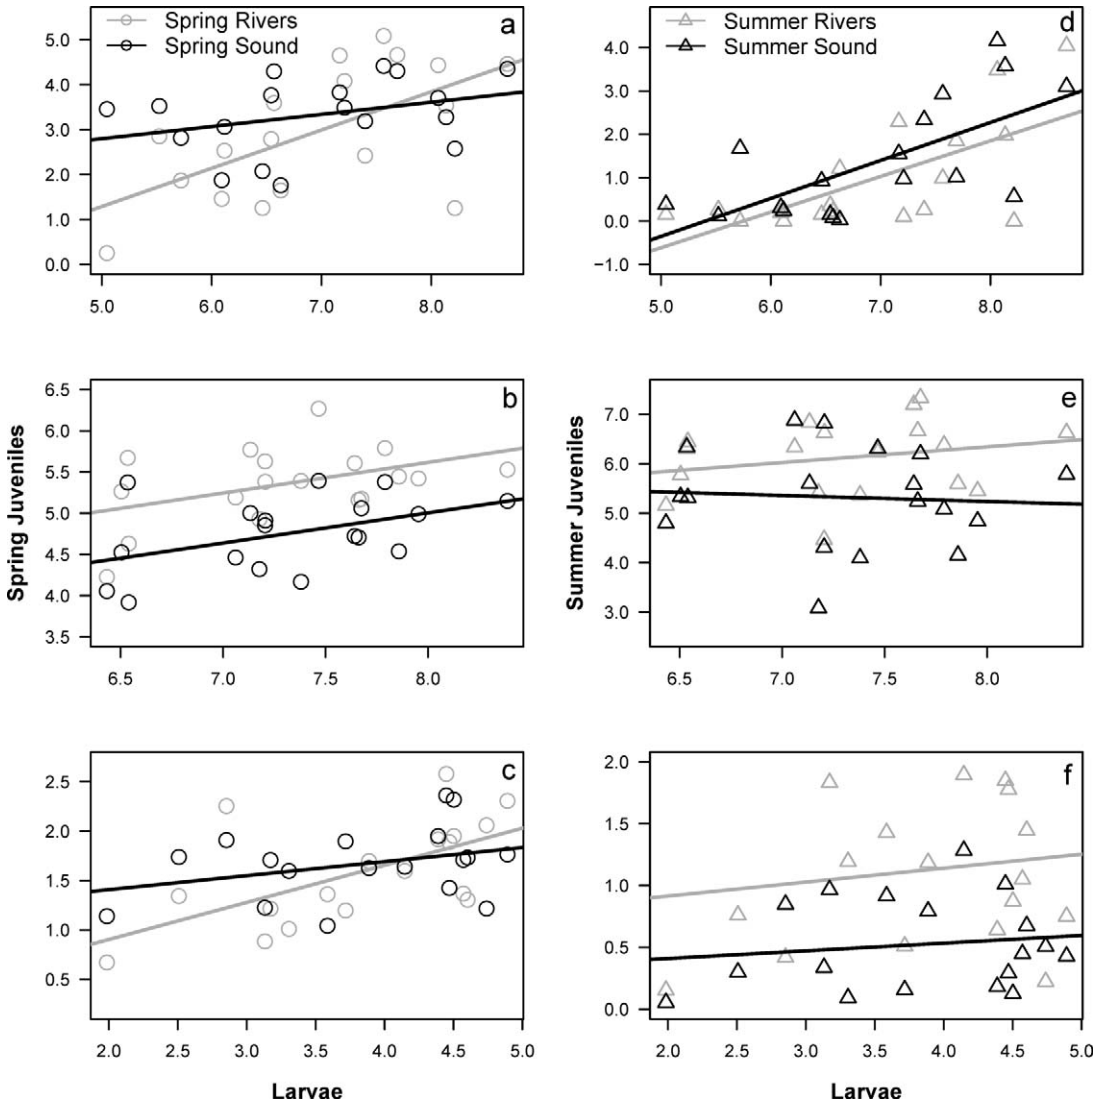 a
Spring Rivers
Spring Sound
5.0
4.0
3.0
2.0
1.0
0.0
5.0 6.0 7.0 8.0
d
Summer Rivers
Summer Sound
4.0
3.0
2.0
1.0
0.0
−1.0
5.0 6.0 7.0 8.0
b
6.5
6.0
5.5
5.0
4.5
4.0
3.5
6.5 7.0 7.5 8.0
Spring Juveniles
e
7.0
6.0
5.0
4.0
3.0
6.5 7.0 7.5 8.0
Summer Juveniles
c
2.5
2.0
1.5
1.0
0.5
2.0 2.5 3.0 3.5 4.0 4.5 5.0
Larvae
f
2.0
1.5
1.0
0.5
0.0
2.0 2.5 3.0 3.5 4.0 4.5 5.0
Larvae